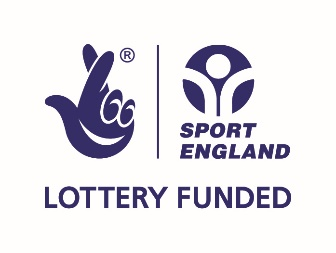 ®
SPORT
ENGLAND
LOTTERY FUNDED